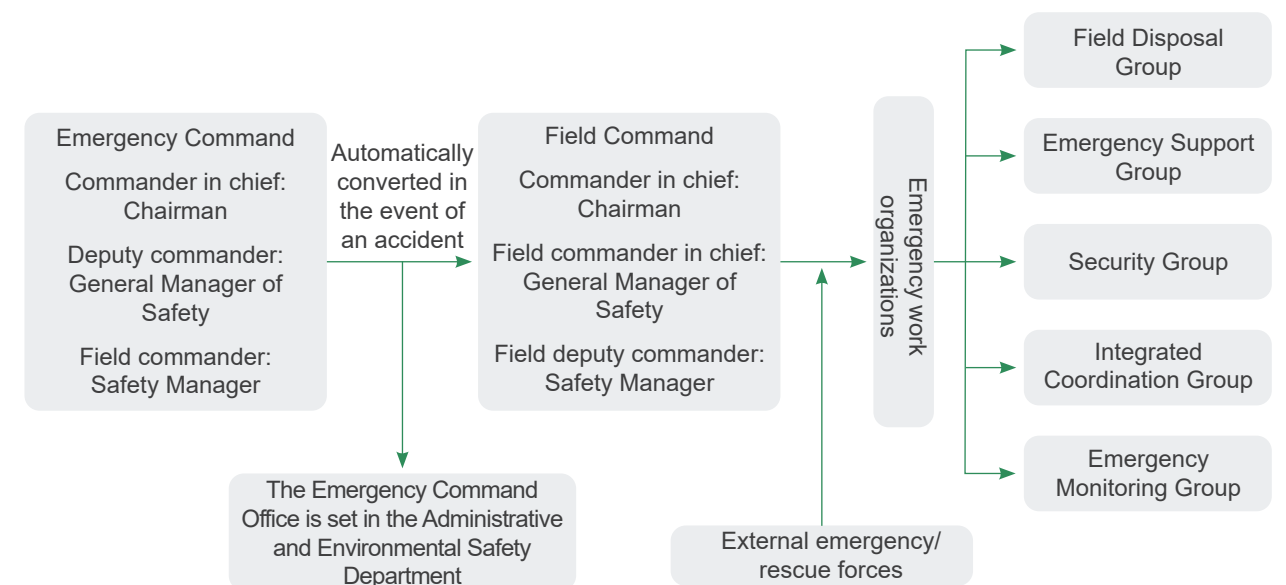 Emergency Command
Commander in chief:
Chairman
Deputy commander:
General Manager of
Safety
Field commander:
Safety Manager
Automatically
converted in
the event of
an accident
The Emergency Command
Office is set in the Administrative
and Environmental Safety
Department
Field Command
Commander in chief:
Chairman
Field commander in chief:
General Manager of
Safety
Field deputy commander:
Safety Manager
External emergency/
rescue forces
Emergency work
organizations
Field Disposal
Group
Emergency Support
Group
Security Group
Integrated
Coordination Group
Emergency
Monitoring Group